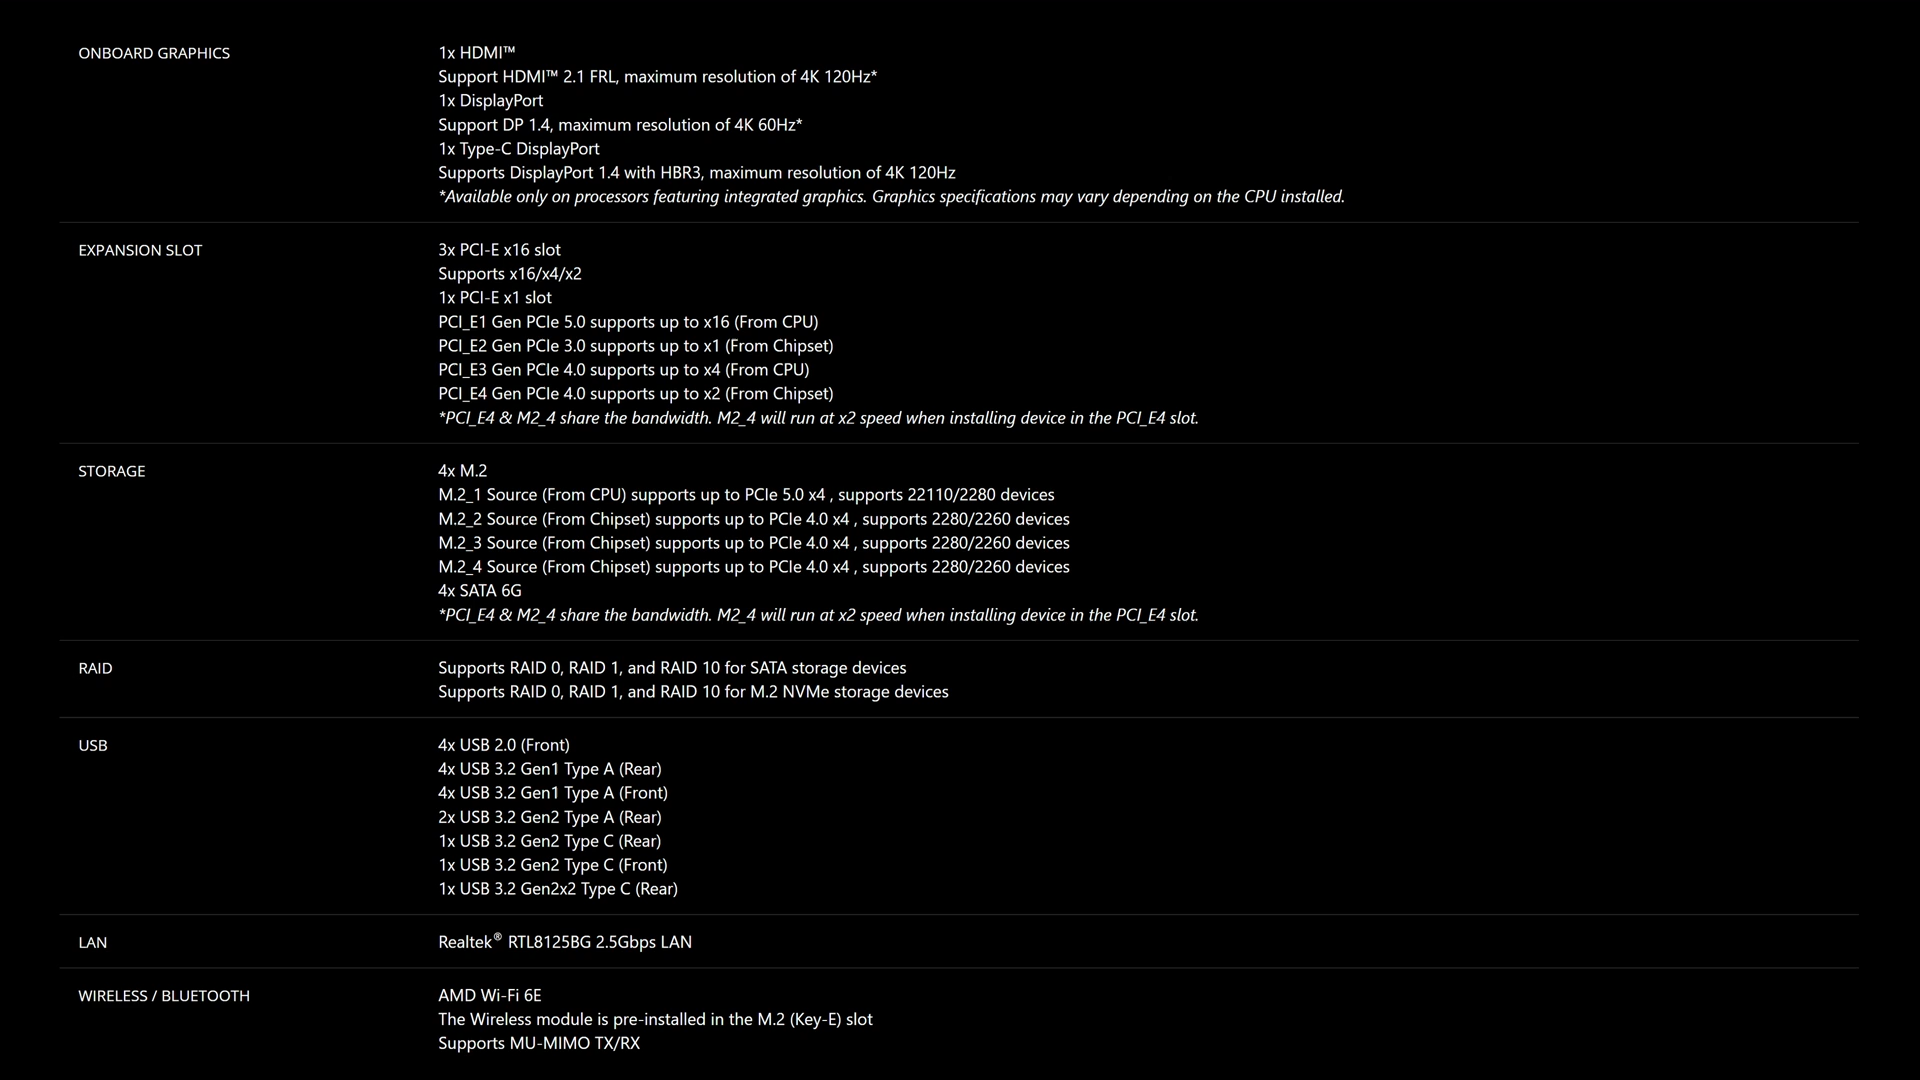 ONBOARD GRAPHICS
1x HDMI™
Support HDMI™ 2.1 FRL, maximum resolution of 4K 120Hz*
1x DisplayPort
Support DP 1.4, maximum resolution of 4K 60Hz*
1x Type-C DisplayPort
Supports DisplayPort 1.4 with HBR3, maximum resolution of 4K 120Hz
*Available only on processors featuring integrated graphics. Graphics specifications may vary depending on the CPU installed.
EXPANSION SLOT
3x PCI-E x16 slot
Supports x16/x4/x2
1x PCI-E x1 slot
PCI_E1 Gen PCIe 5.0 supports up to x16 (From CPU)
PCI_E2 Gen PCIe 3.0 supports up to x1 (From Chipset)
PCI_E3 Gen PCIe 4.0 supports up to x4 (From CPU)
PCI_E4 Gen PCIe 4.0 supports up to x2 (From Chipset)
*PCI_E4 & M2_4 share the bandwidth. M2_4 will run at x2 speed when installing device in the PCI_E4 slot.
STORAGE
4x M.2
M.2_1 Source (From CPU) supports up to PCIe 5.0 x4 , supports 22110/2280 devices
M.2_2 Source (From Chipset) supports up to PCIe 4.0 x4 , supports 2280/2260 devices
M.2_3 Source (From Chipset) supports up to PCIe 4.0 x4 , supports 2280/2260 devices
M.2_4 Source (From Chipset) supports up to PCIe 4.0 x4 , supports 2280/2260 devices
4x SATA 6G
*PCI_E4 & M2_4 share the bandwidth. M2_4 will run at x2 speed when installing device in the PCI_E4 slot.
RAID
Supports RAID 0, RAID 1, and RAID 10 for SATA storage devices
Supports RAID 0, RAID 1, and RAID 10 for M.2 NVMe storage devices
USB
4x USB 2.0 (Front)
4x USB 3.2 Gen1 Type A (Rear)
4x USB 3.2 Gen1 Type A (Front)
2x USB 3.2 Gen2 Type A (Rear)
1x USB 3.2 Gen2 Type C (Rear)
1x USB 3.2 Gen2 Type C (Front)
1x USB 3.2 Gen2x2 Type C (Rear)
LAN
Realtek® RTL8125BG 2.5Gbps LAN
WIRELESS / BLUETOOTH
AMD Wi-Fi 6E
The Wireless module is pre-installed in the M.2 (Key-E) slot
Supports MU-MIMO TX/RX